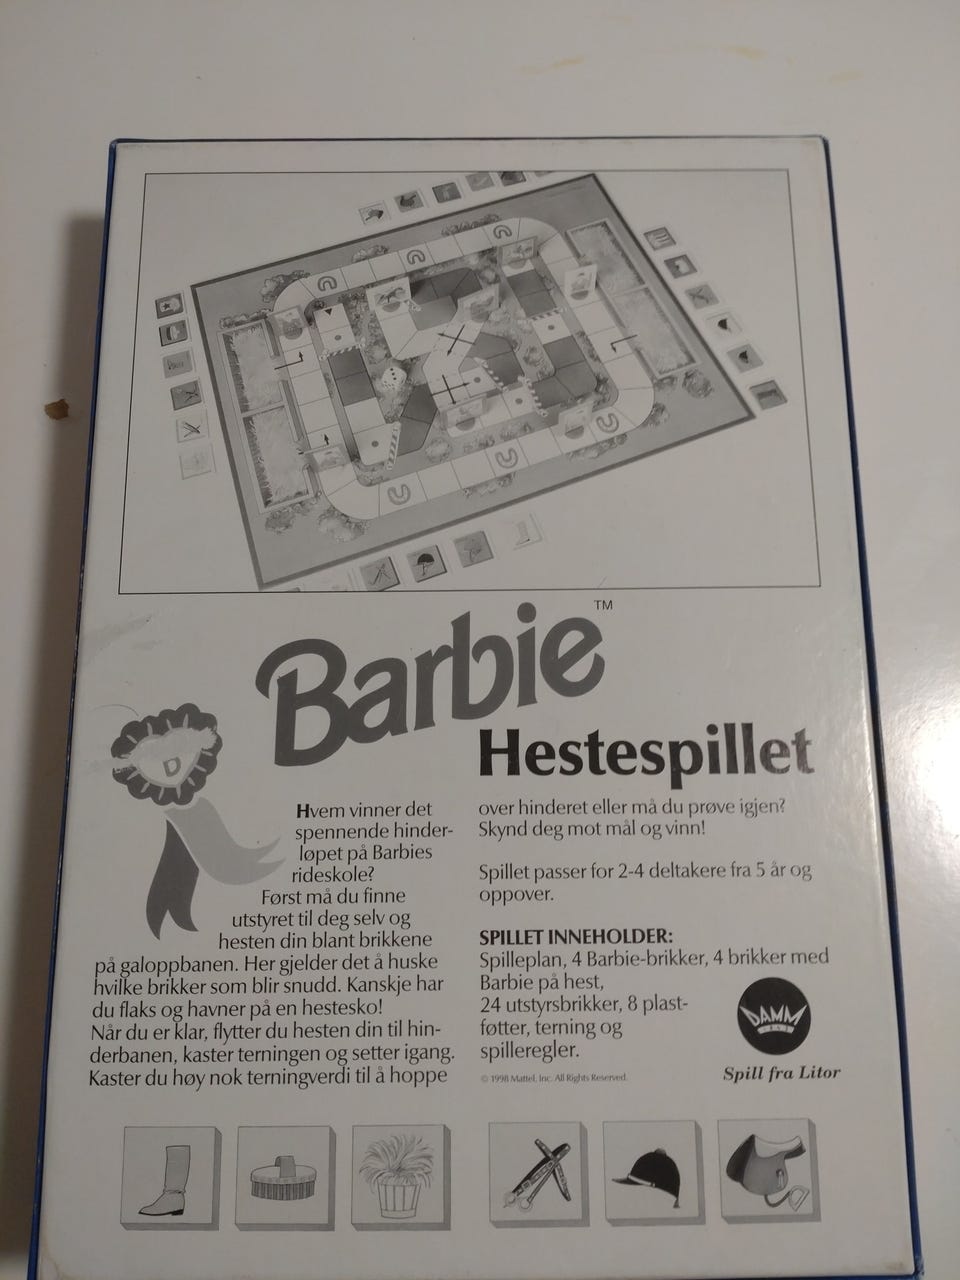 Barbie™
Hestespillet
D
Hvem vinner det
spennende hinder-
løpet på Barbies
rideskole?
Først må du finne
utstyret til deg selv og
hesten din blant brikkene
på galoppbanen. Her gjelder det å huske
hvilke brikker som blir snudd. Kanskje har
du flaks og havner på en hestesko!
Når du er klar, flytter du hesten din til hin-
derbanen, kaster terningen og setter igang.
Kaster du høy nok terningverdi til å hoppe
over hinderet eller må du prøve igjen?
Skynd deg mot mål og vinn!
Spillet passer for 2-4 deltakere fra 5 år og
oppover.
SPILLET INNEHOLDER:
Spilleplan, 4 Barbie-brikker, 4 brikker med
Barbie på hest,
24 utstyrsbrikker, 8 plast-
føtter, terning og
spilleregler.
© 1998 Mattel, Inc. All Rights Reserved.
DAMM
Spill fra Litor